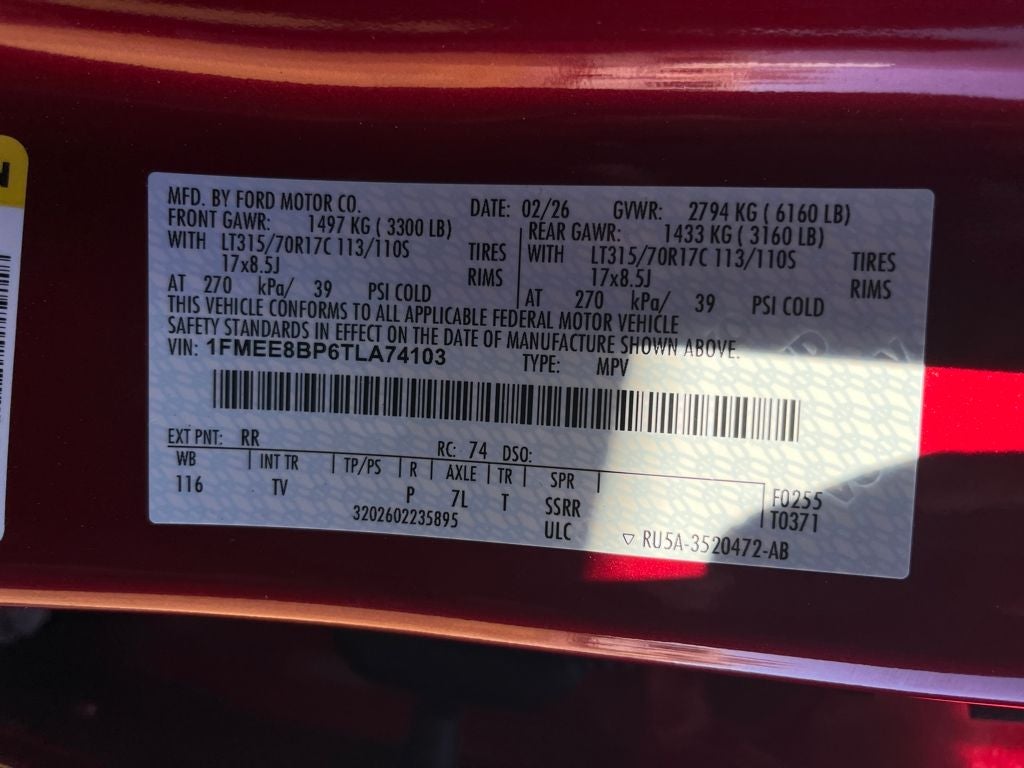 MFD. BY FORD MOTOR CO.
DATE: 02/26 GVWR: 2794 KG ( 6160 LB)
FRONT GAWR: 1497 KG ( 3300 LB)
WITH LT315/70R17C 113/110S TIRES
17x8.5J RIMS
AT 270 kPa/ 39 PSI COLD
REAR GAWR: 1433 KG ( 3160 LB)
WITH LT315/70R17C 113/110S TIRES
17x8.5J RIMS
AT 270 kPa/ 39 PSI COLD
THIS VEHICLE CONFORMS TO ALL APPLICABLE FEDERAL MOTOR VEHICLE
SAFETY STANDARDS IN EFFECT ON THE DATE OF MANUFACTURE SHOWN ABOVE.
VIN: 1FMEE8BP6TLA74103 TYPE: MPV
EXT PNT: RR RC: 74 DSO:
WB INT TR TP/PS R AXLE TR SPR
116 TV P 7L T SSRR
3202602235895 ULC
F0255
T0371
▽ RU5A-3520472-AB